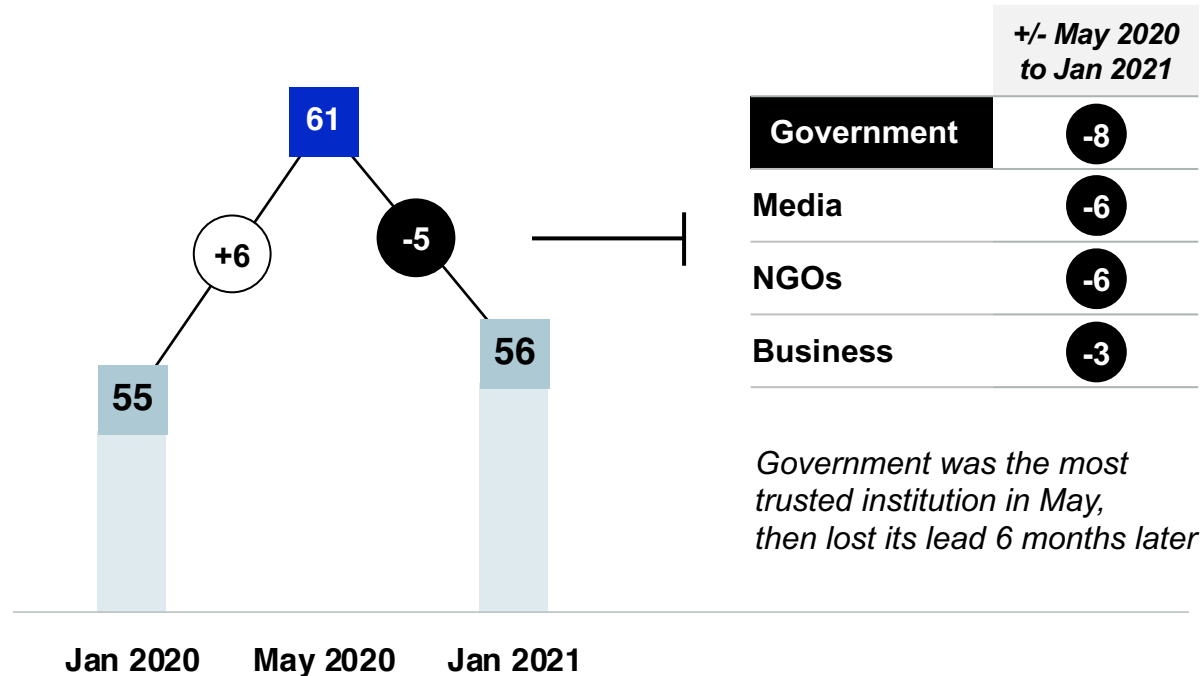 61
+6
-5
55
56
Jan 2020
May 2020
Jan 2021
+/- May 2020
to Jan 2021
Government
-8
Media
-6
NGOs
-6
Business
-3
Government was the most
trusted institution in May,
then lost its lead 6 months later